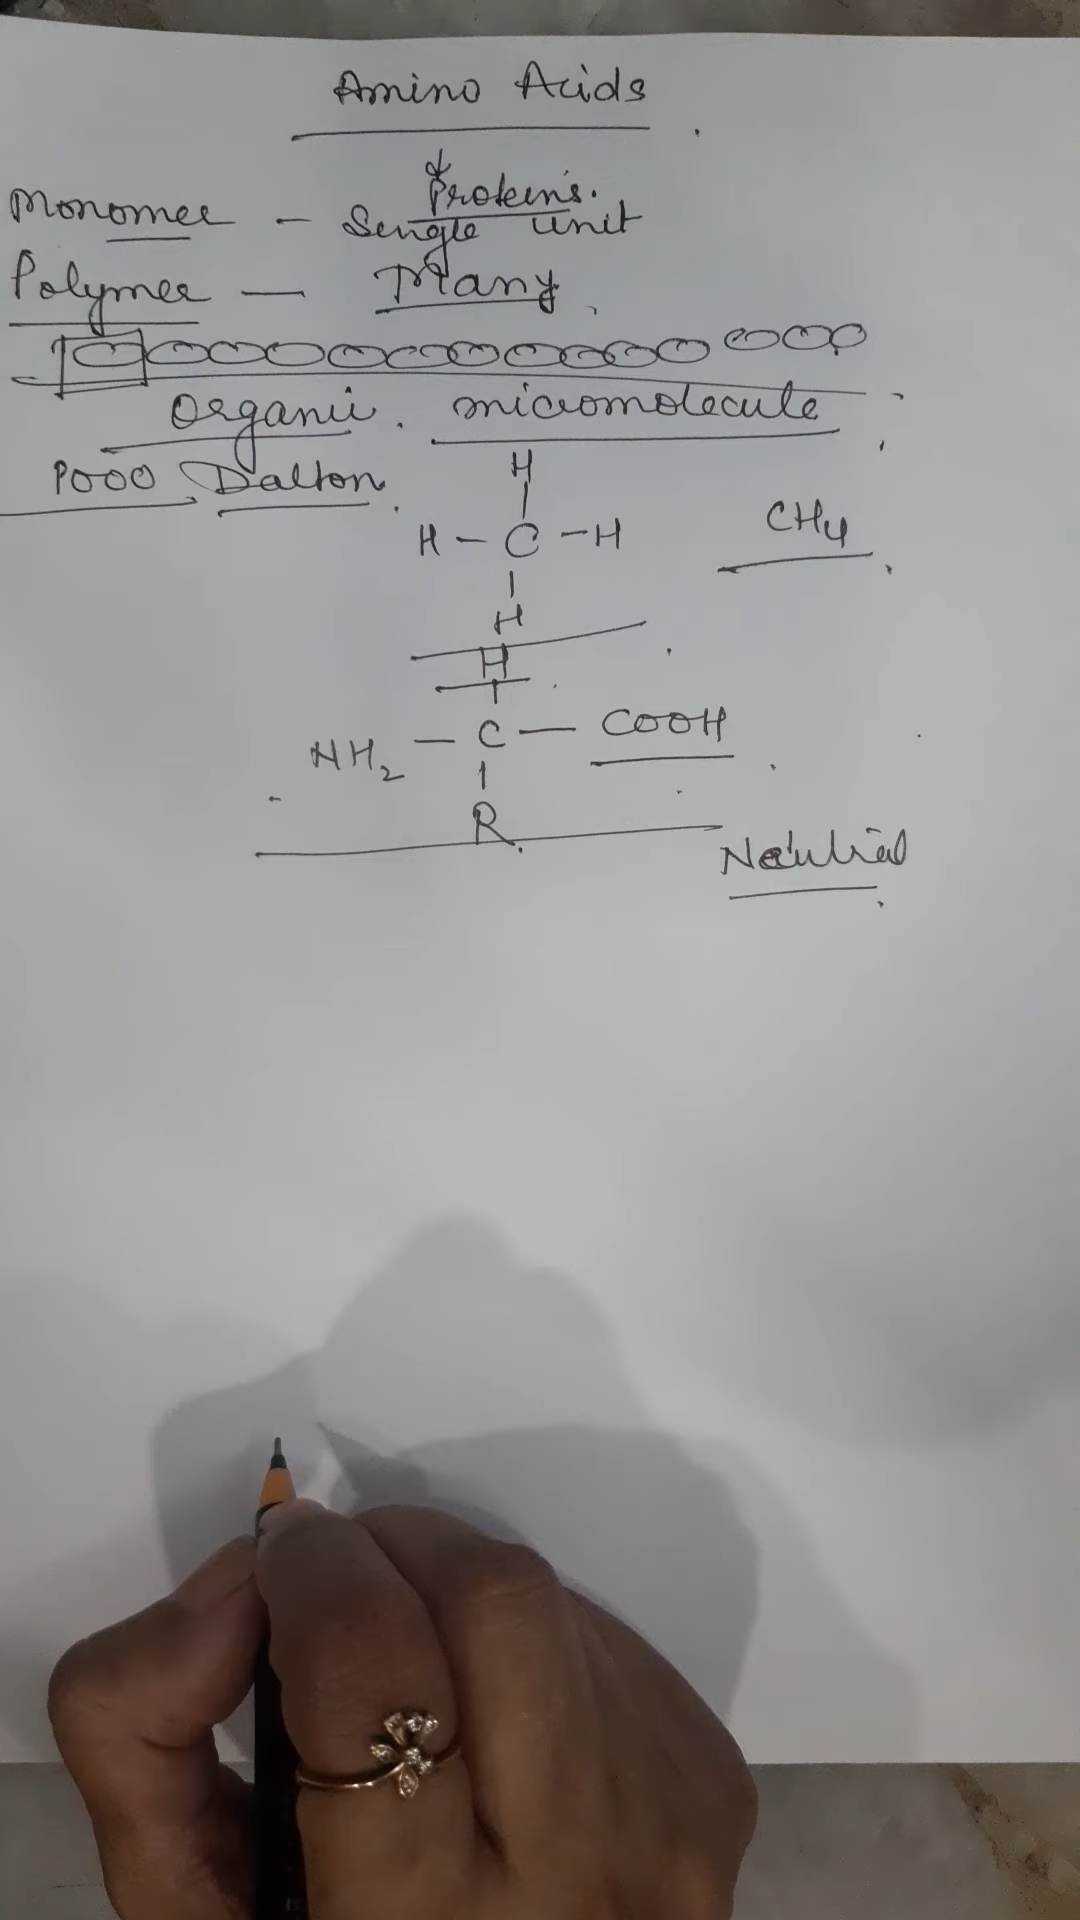 Amino Acids
& Proteins.
Monomer - Single unit
Polymer - Many
Organic micromolecule
1000 Dalton
H
H - C - H
H
CH4
H
NH2 - C - COOH
R
Neutral